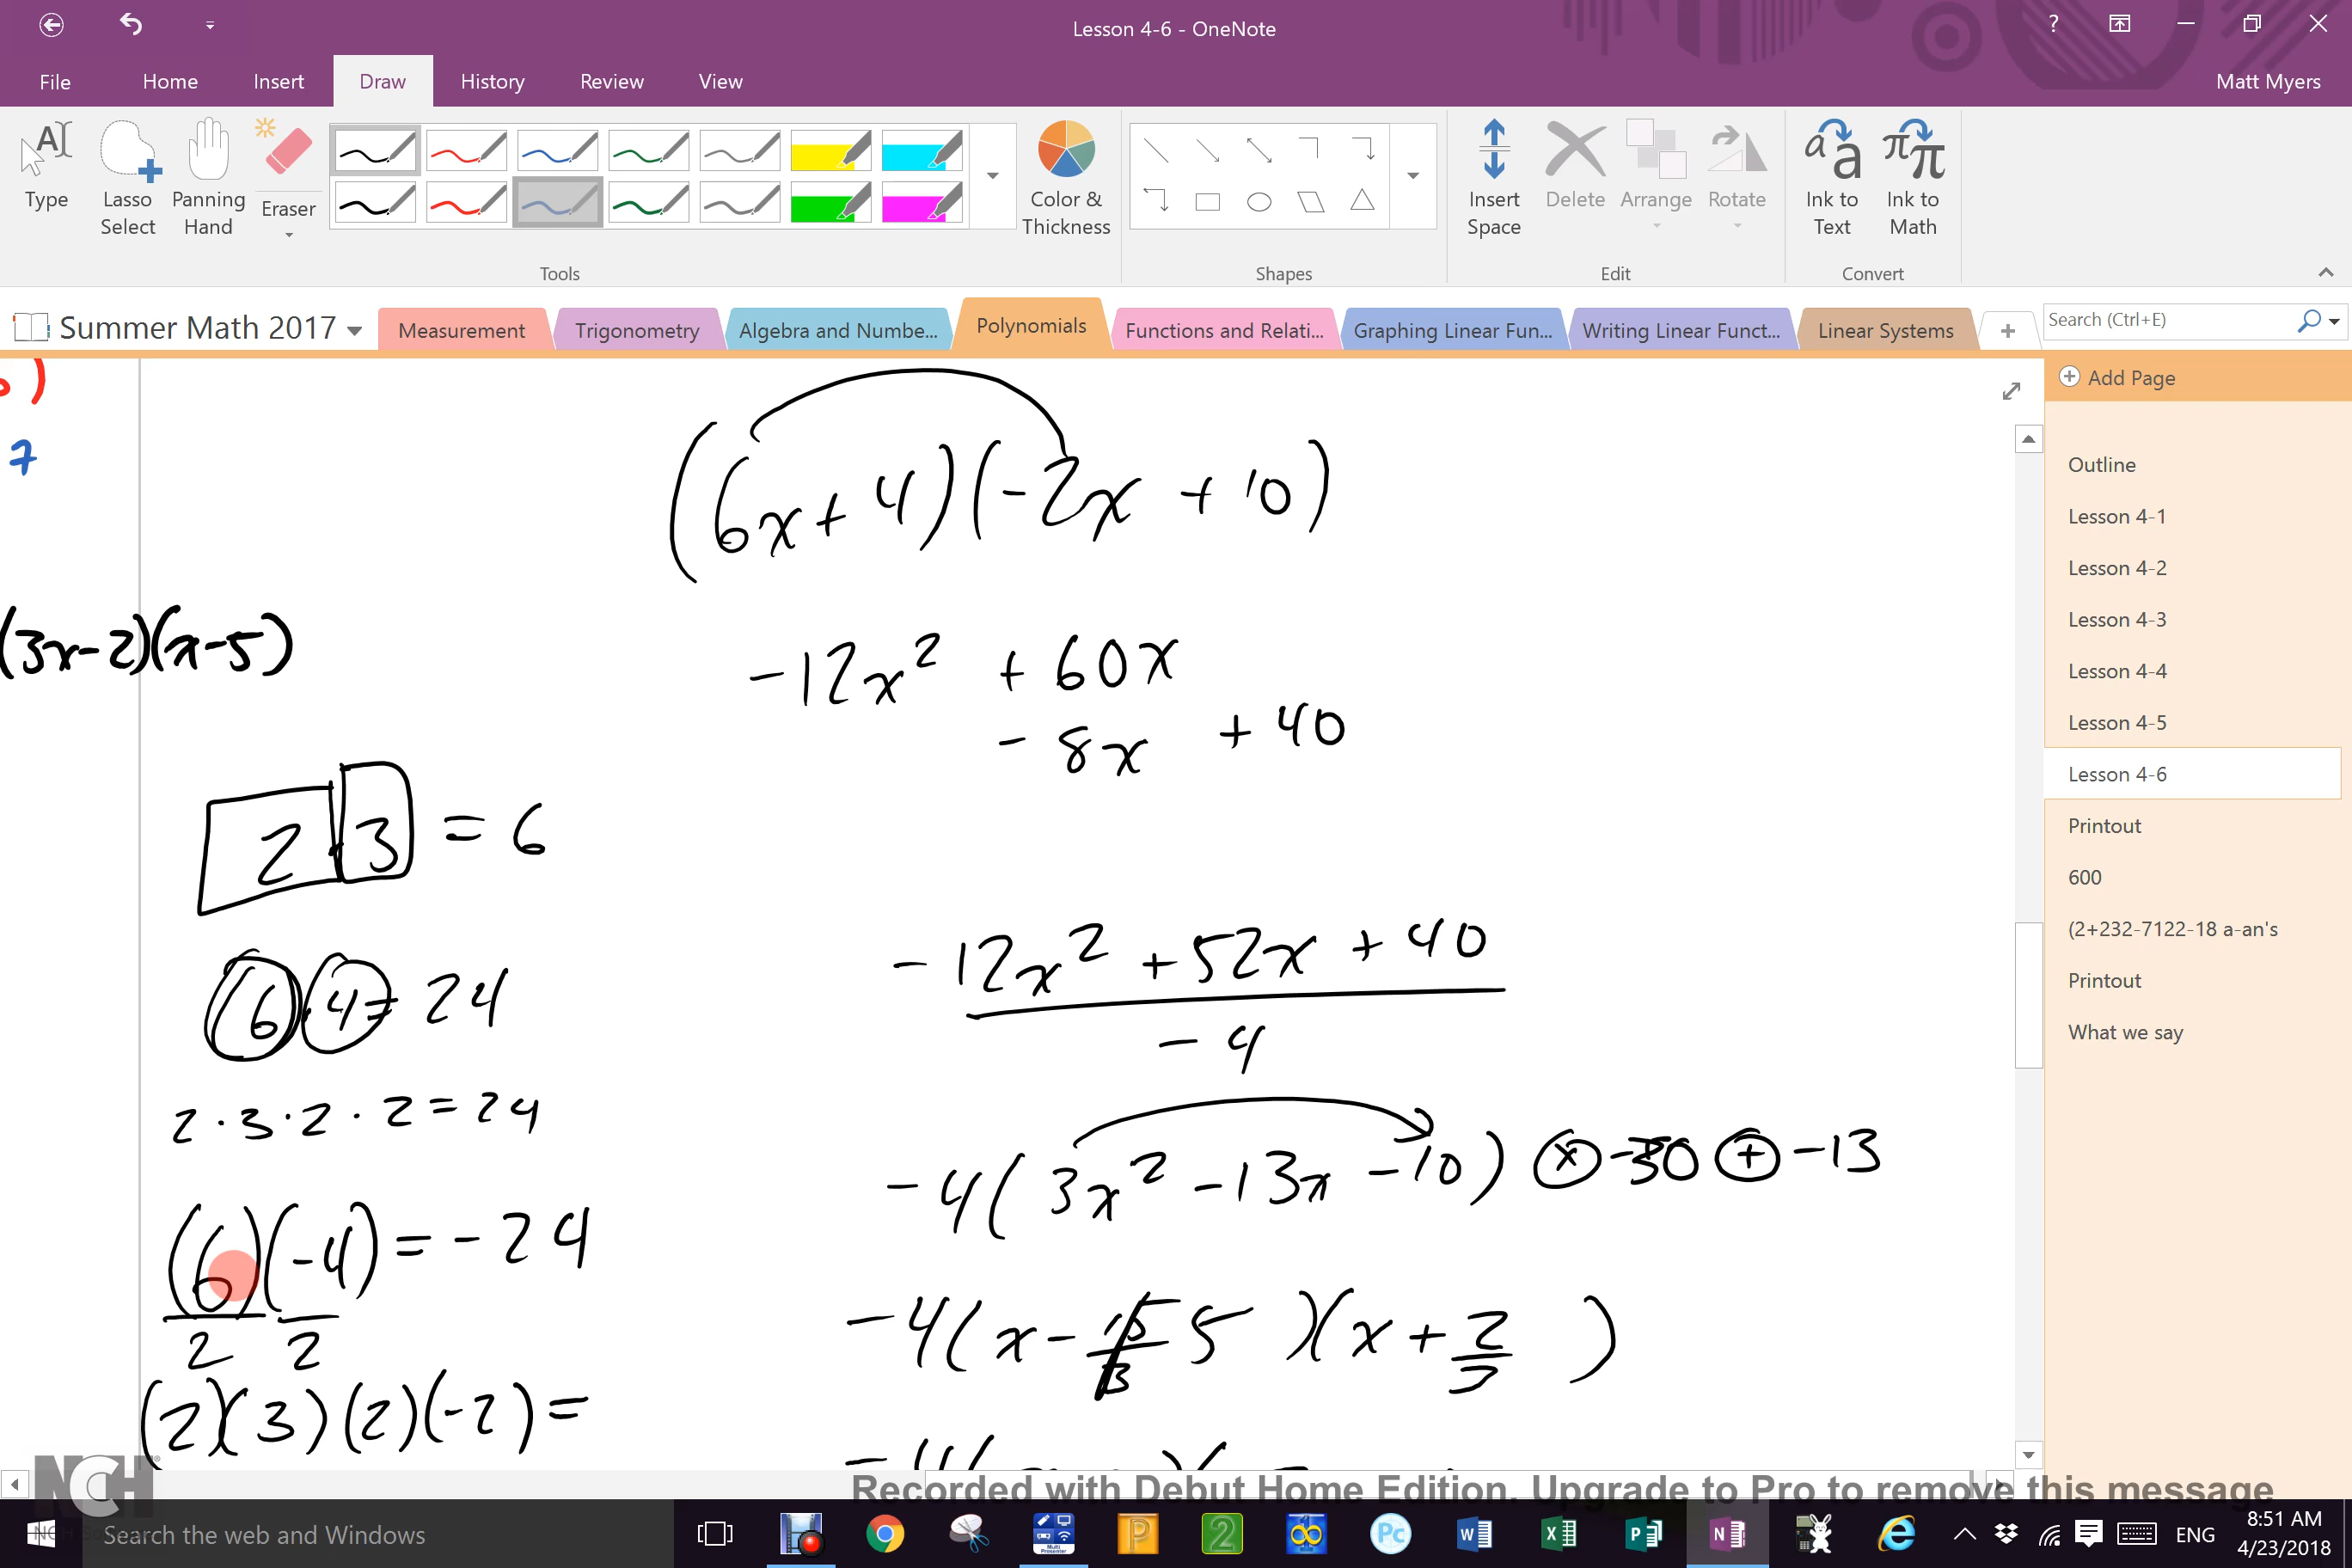 Lesson 4-6 - OneNote
?
File Home Insert Draw History Review View
Matt Myers
Type
Lasso Select
Panning Hand
Eraser
Color & Thickness
Insert Space
Delete
Arrange
Rotate
Ink to Text
Ink to Math
Tools
Shapes
Edit
Convert
Summer Math 2017
Measurement
Trigonometry
Algebra and Numbe...
Polynomials
Functions and Relati...
Graphing Linear Fun...
Writing Linear Funct...
Linear Systems
+
Search (Ctrl+E)
Add Page
Outline
Lesson 4-1
Lesson 4-2
Lesson 4-3
Lesson 4-4
Lesson 4-5
Lesson 4-6
Printout
600
(2+232-7122-18 a-an's
Printout
What we say
)
7
(3x-2)(x-5)
2 · 3 = 6
(6)(4) = 24
2 · 3 · 2 · 2 = 24
(6)(-4) = -24
2 2
(2)(3)(2)(-2) =
(6x+4)(-2x+10)
-12x² + 60x
- 8x + 40
-12x² + 52x + 40
-4
-4(3x² -13x -10) × -30 + -13
-4(x - 5)(x + 2/3)
NCH
Recorded with Debut Home Edition. Upgrade to Pro to remove this message
Search the web and Windows
ENG
8:51 AM
4/23/2018